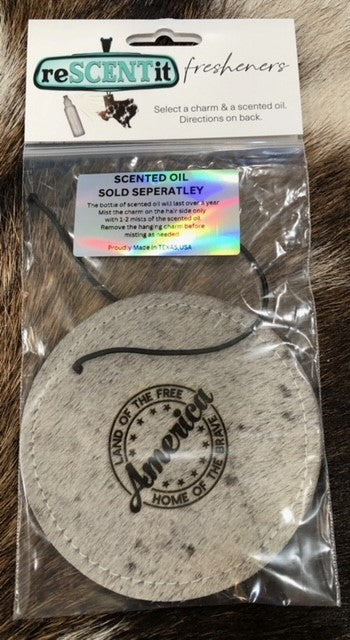 reSCENTit fresheners
Select a charm & a scented oil.
Directions on back.
SCENTED OIL
SOLD SEPERATLEY
The bottle of scented oil will last over a year
Mist the charm on the hair side only
with 1-2 mists of the scented oil.
Remove the hanging charm before
misting as needed
Proudly Made in TEXAS,USA
LAND OF THE FREE
America
HOME OF THE BRAVE